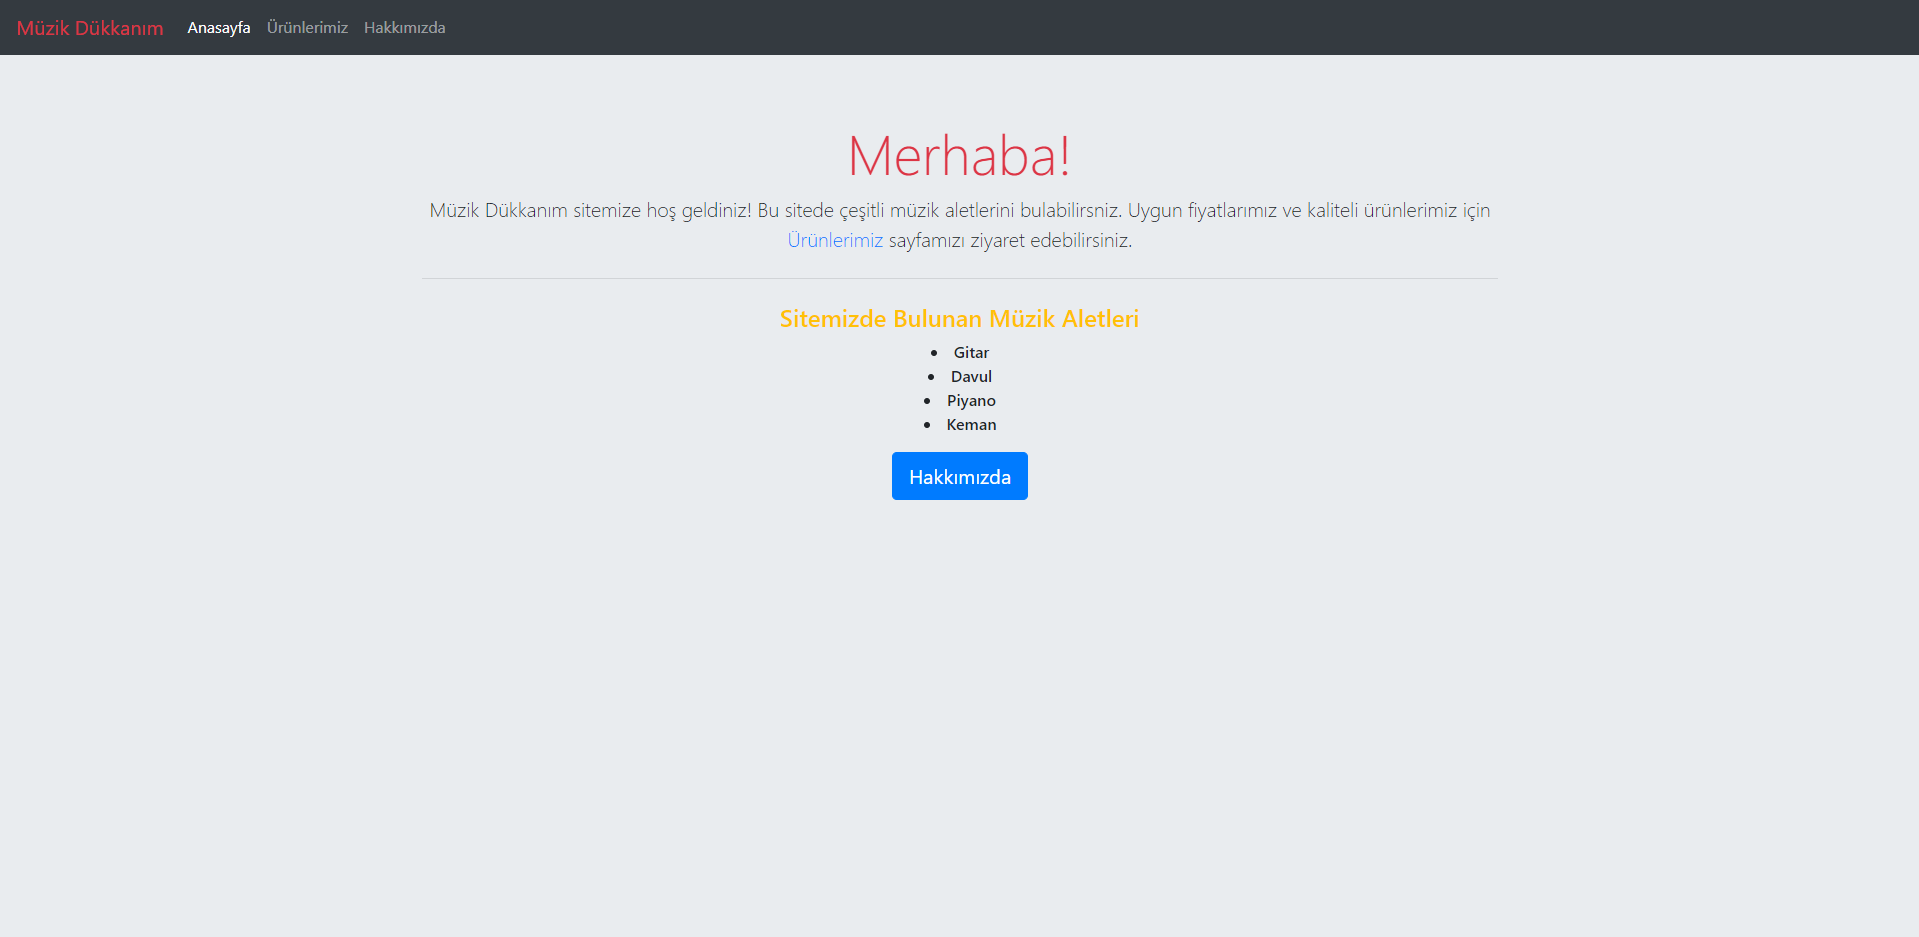 Müzik Dükkanım Anasayfa Ürünlerimiz Hakkımızda
Merhaba!
Müzik Dükkanım sitemize hoş geldiniz! Bu sitede çeşitli müzik aletlerini bulabilirsniz. Uygun fiyatlarımız ve kaliteli ürünlerimiz için
Ürünlerimiz sayfamızı ziyaret edebilirsiniz.
Sitemizde Bulunan Müzik Aletleri
• Gitar
• Davul
• Piyano
• Keman
Hakkımızda